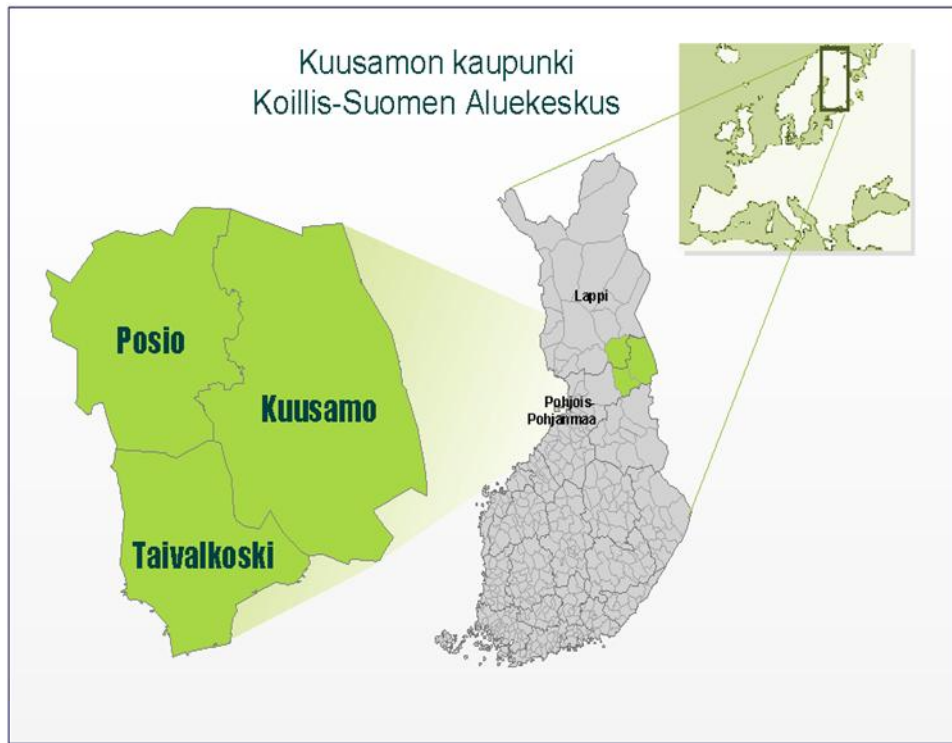 Kuusamon kaupunki
Koillis-Suomen Aluekeskus
Lappi
Posio
Kuusamo
Pohjois-
Pohjanmaa
Taivalkoski